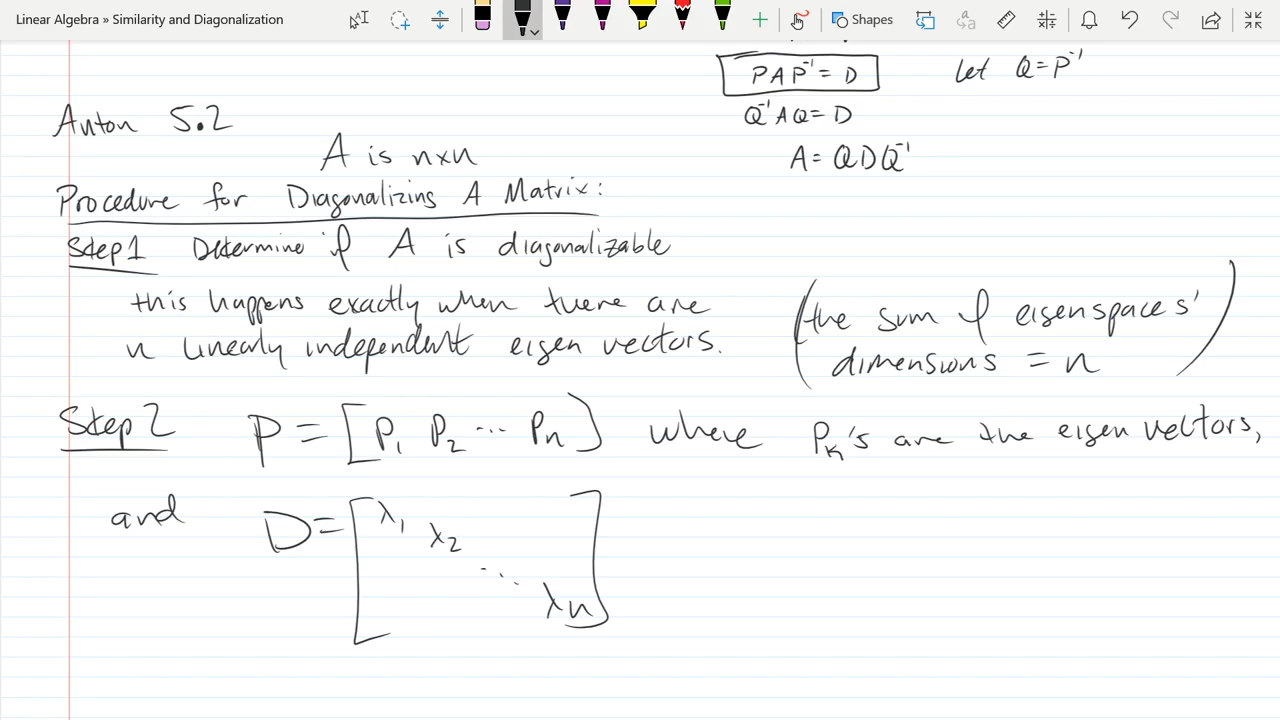 Linear Algebra » Similarity and Diagonalization
Shapes
PAP⁻¹ = D
let Q=P⁻¹
Q⁻¹AQ=D
A= QDQ⁻¹
Anton 5.2
A is n×n
Procedure for Diagonalizing A Matrix:
Step1 Determine if A is diagonalizable
this happens exactly when there are
n linearly independent eigen vectors.
(the sum of eigenspaces'
dimensions = n)
Step 2 P = [P₁ P₂ ... Pₙ] where Pₖ's are the eigen vectors,
and D= [λ₁
λ₂
⋱
λₙ]